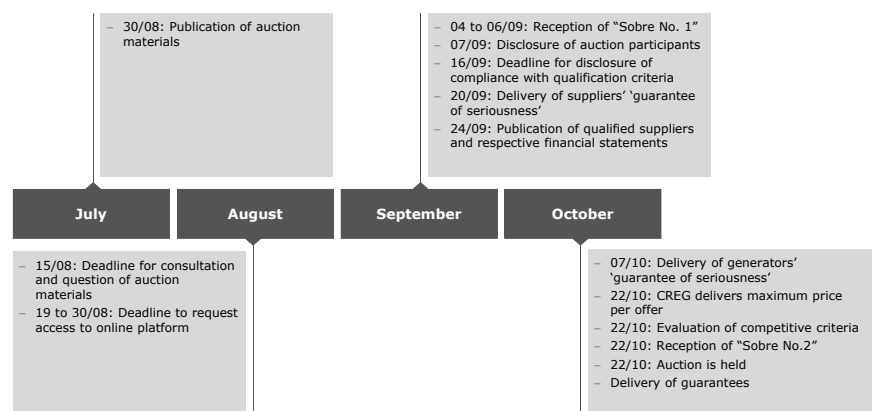 – 30/08: Publication of auction
materials
– 04 to 06/09: Reception of “Sobre No. 1”
– 07/09: Disclosure of auction participants
– 16/09: Deadline for disclosure of
compliance with qualification criteria
– 20/09: Delivery of suppliers’ ‘guarantee
of seriousness’
– 24/09: Publication of qualified suppliers
and respective financial statements
July
August
September
October
– 15/08: Deadline for consultation
and question of auction
materials
– 19 to 30/08: Deadline to request
access to online platform
– 07/10: Delivery of generators’
‘guarantee of seriousness’
– 22/10: CREG delivers maximum price
per offer
– 22/10: Evaluation of competitive criteria
– 22/10: Reception of “Sobre No.2”
– 22/10: Auction is held
– Delivery of guarantees